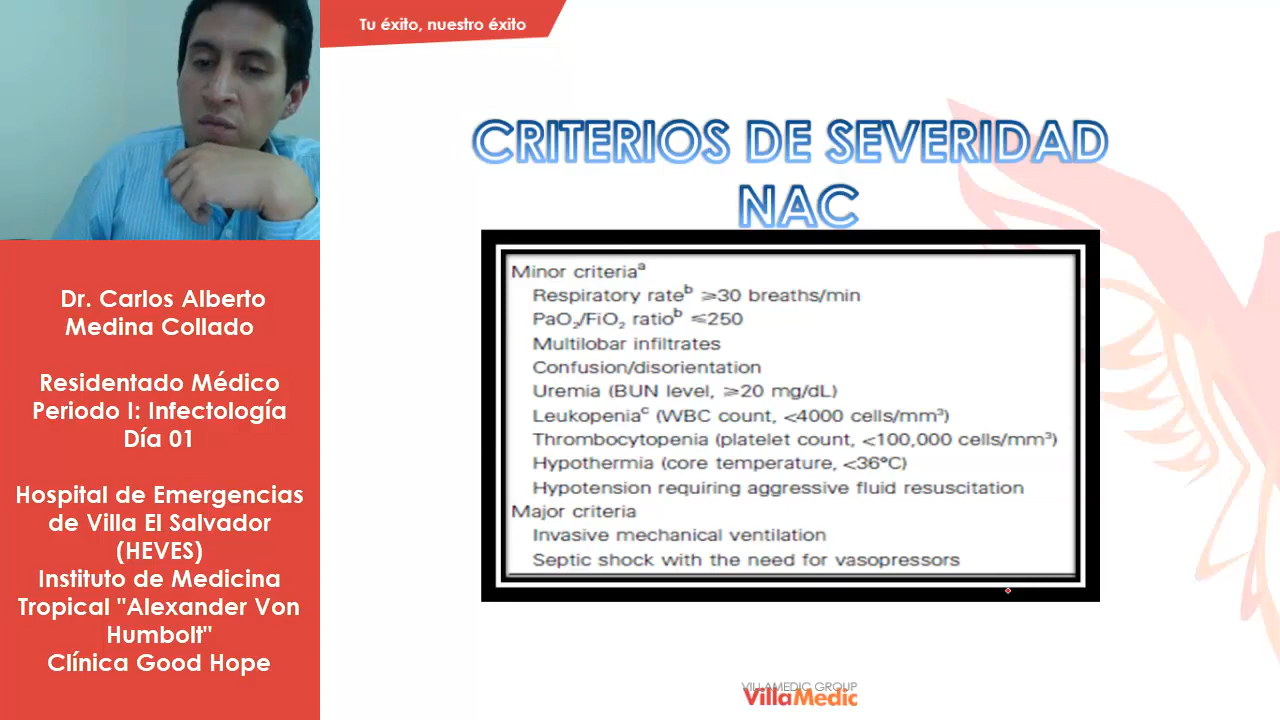 Tu éxito, nuestro éxito
CRITERIOS DE SEVERIDAD
NAC
Minor criteriaᵃ
Respiratory rateᵇ ≥30 breaths/min
PaO₂/FiO₂ ratioᵇ ≤250
Multilobar infiltrates
Confusion/disorientation
Uremia (BUN level, ≥20 mg/dL)
Leukopeniaᶜ (WBC count, <4000 cells/mm³)
Thrombocytopenia (platelet count, <100,000 cells/mm³)
Hypothermia (core temperature, <36°C)
Hypotension requiring aggressive fluid resuscitation
Major criteria
Invasive mechanical ventilation
Septic shock with the need for vasopressors
Dr. Carlos Alberto
Medina Collado
Residentado Médico
Periodo I: Infectología
Día 01
Hospital de Emergencias
de Villa El Salvador
(HEVES)
Instituto de Medicina
Tropical "Alexander Von
Humbolt"
Clínica Good Hope
VILLAMEDIC GROUP
VillaMedic